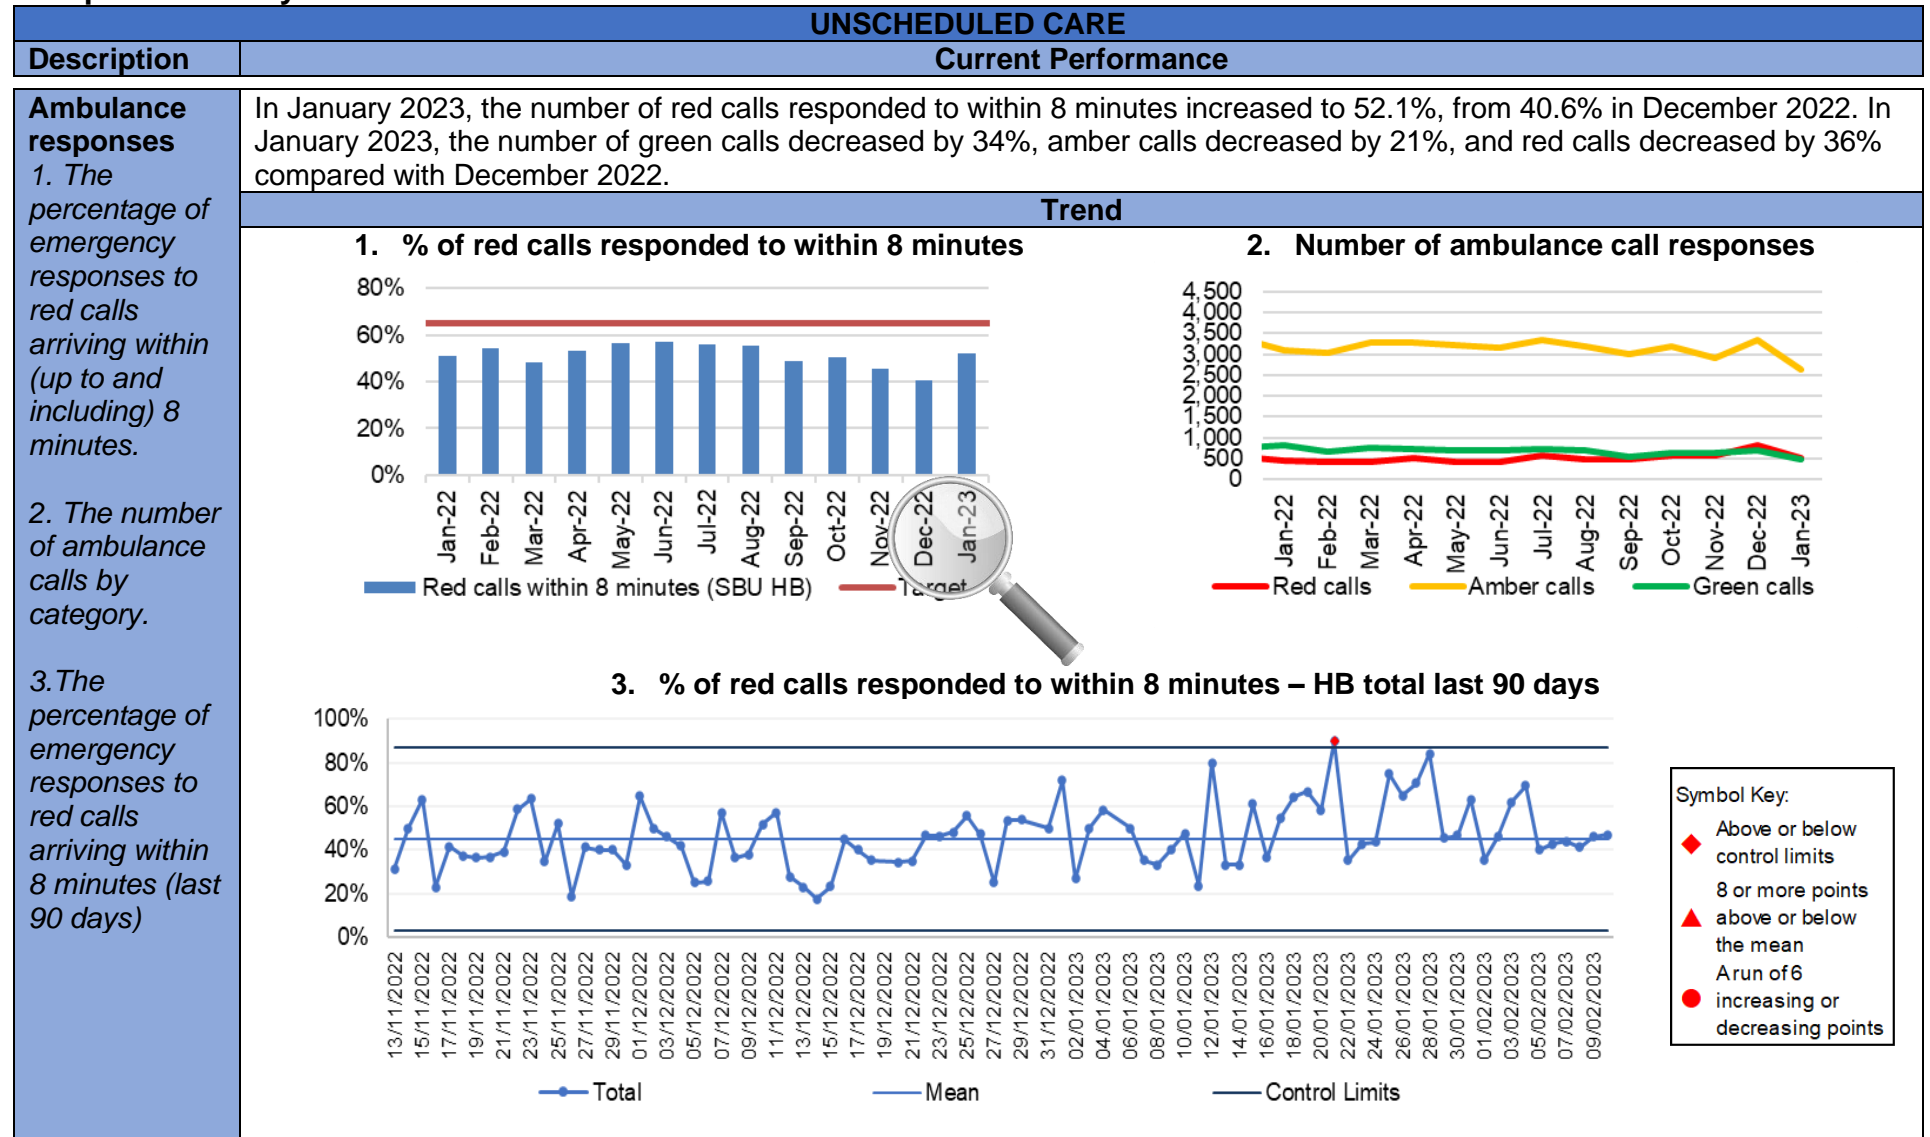 UNSCHEDULED CARE
Description
Current Performance
Ambulance
responses
1. The
percentage of
emergency
responses to
red calls
arriving within
(up to and
including) 8
minutes.
2. The number
of ambulance
calls by
category.
3.The
percentage of
emergency
responses to
red calls
arriving within
8 minutes (last
90 days)
In January 2023, the number of red calls responded to within 8 minutes increased to 52.1%, from 40.6% in December 2022. In
January 2023, the number of green calls decreased by 34%, amber calls decreased by 21%, and red calls decreased by 36%
compared with December 2022.
Trend
1. % of red calls responded to within 8 minutes
80%
60%
40%
20%
0%
Jan-22
Feb-22
Mar-22
Apr-22
May-22
Jun-22
Jul-22
Aug-22
Sep-22
Oct-22
Nov-22
Dec-22
Jan-23
Red calls within 8 minutes (SBU HB)
Target
2. Number of ambulance call responses
4,500
4,000
3,500
3,000
2,500
2,000
1,500
1,000
500
0
Jan-22
Feb-22
Mar-22
Apr-22
May-22
Jun-22
Jul-22
Aug-22
Sep-22
Oct-22
Nov-22
Dec-22
Jan-23
Red calls
Amber calls
Green calls
3. % of red calls responded to within 8 minutes – HB total last 90 days
100%
80%
60%
40%
20%
0%
13/11/2022
15/11/2022
17/11/2022
19/11/2022
21/11/2022
23/11/2022
25/11/2022
27/11/2022
29/11/2022
01/12/2022
03/12/2022
05/12/2022
07/12/2022
09/12/2022
11/12/2022
13/12/2022
15/12/2022
17/12/2022
19/12/2022
21/12/2022
23/12/2022
25/12/2022
27/12/2022
29/12/2022
31/12/2022
02/01/2023
04/01/2023
06/01/2023
08/01/2023
10/01/2023
12/01/2023
14/01/2023
16/01/2023
18/01/2023
20/01/2023
22/01/2023
24/01/2023
26/01/2023
28/01/2023
30/01/2023
01/02/2023
03/02/2023
05/02/2023
07/02/2023
09/02/2023
Total
Mean
Control Limits
Symbol Key:
Above or below
control limits
8 or more points
above or below
the mean
A run of 6
increasing or
decreasing points